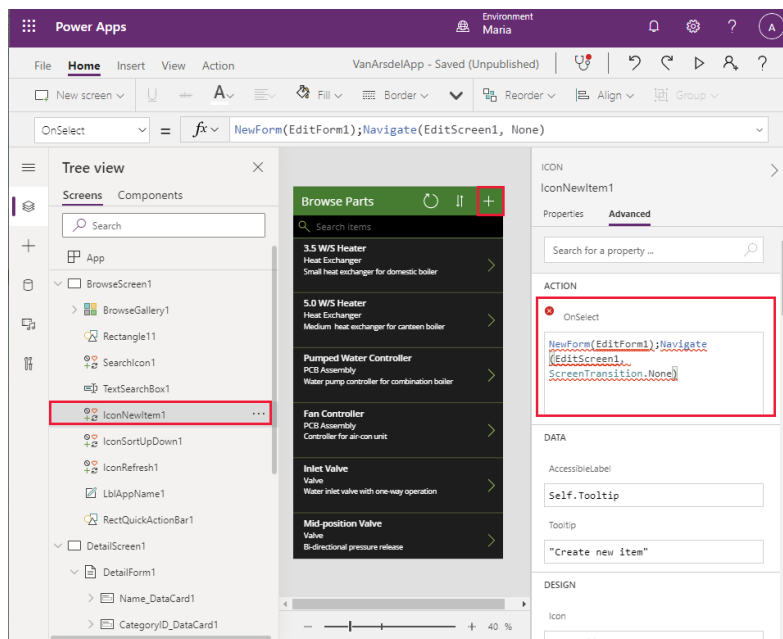 Power Apps
Environment
Maria
?
A
File Home Insert View Action
VanArsdelApp - Saved (Unpublished)
?
New screen
U
abc
A
Fill
Border
Reorder
Align
Group
OnSelect
= fx NewForm(EditForm1);Navigate(EditScreen1, None)
Tree view
Screens Components
Search
App
BrowseScreen1
BrowseGallery1
Rectangle11
SearchIcon1
TextSearchBox1
IconNewItem1 ...
IconSortUpDown1
IconRefresh1
LblAppName1
RectQuickActionBar1
DetailScreen1
DetailForm1
Name_DataCard1
CategoryID_DataCard1
Browse Parts
Search items
3.5 W/S Heater
Heat Exchanger
Small heat exchanger for domestic boiler
5.0 W/S Heater
Heat Exchanger
Medium heat exchanger for canteen boiler
Pumped Water Controller
PCB Assembly
Water pump controller for combination boiler
Fan Controller
PCB Assembly
Controller for air-con unit
Inlet Valve
Valve
Water inlet valve with one-way operation
Mid-position Valve
Valve
Bi-directional pressure release
40 %
ICON
IconNewItem1
Properties Advanced
Search for a property ...
ACTION
OnSelect
NewForm(EditForm1);Navigate
(EditScreen1,
ScreenTransition.None)
DATA
AccessibleLabel
Self.Tooltip
Tooltip
"Create new item"
DESIGN
Icon